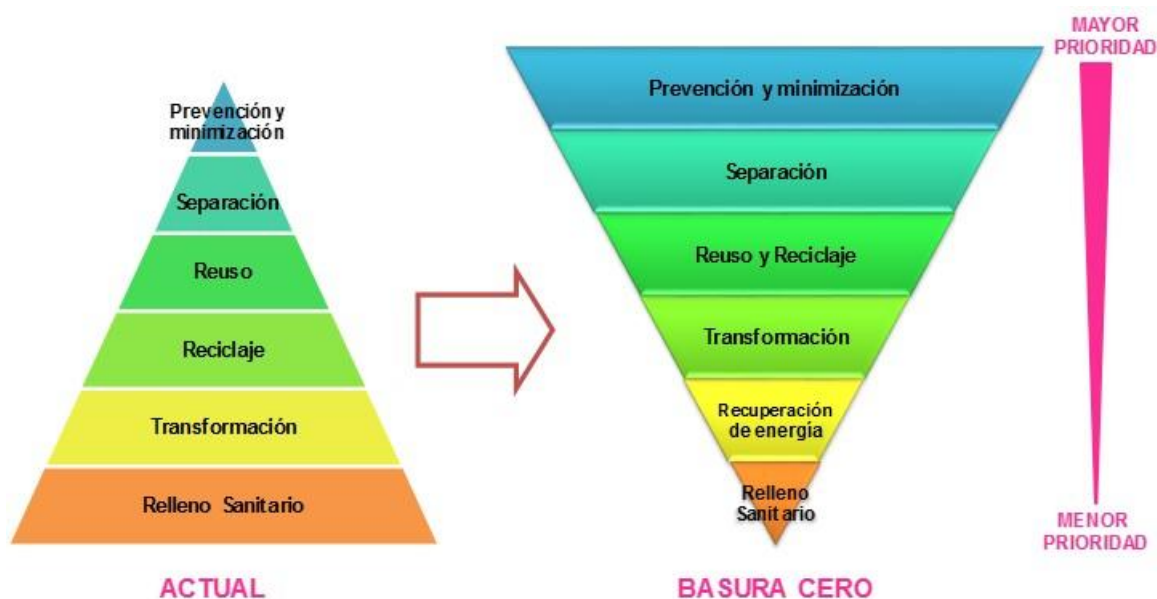 Prevención y
minimización
Separación
Reuso
Reciclaje
Transformación
Relleno Sanitario
ACTUAL
Prevención y minimización
Separación
Reuso y Reciclaje
Transformación
Recuperación
de energía
Relleno
Sanitario
BASURA CERO
MAYOR
PRIORIDAD
MENOR
PRIORIDAD